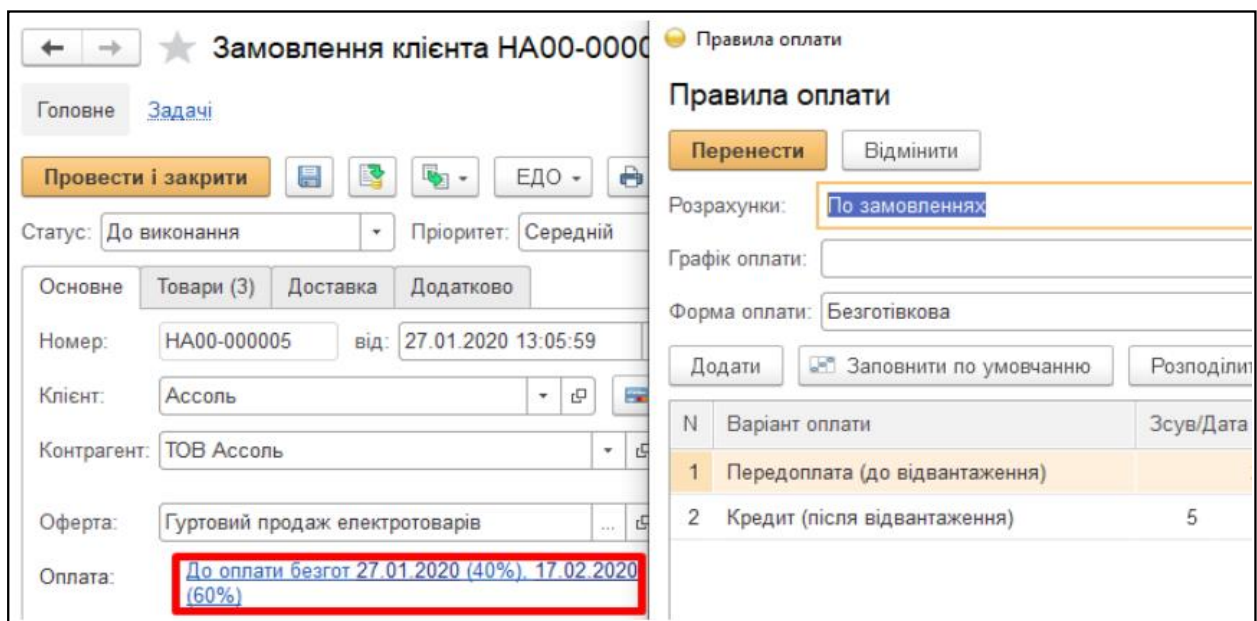 Замовлення клієнта НА00-0000
Головне Задачі
Провести і закрити ЕДО
Статус: До виконання Пріоритет: Середній
Основне Товари (3) Доставка Додатково
Номер: НА00-000005 від: 27.01.2020 13:05:59
Клієнт: Ассоль
Контрагент: ТОВ Ассоль
Оферта: Гуртовий продаж електротоварів ...
Оплата: До оплати безгот 27.01.2020 (40%), 17.02.2020
(60%)
Правила оплати
Правила оплати
Перенести Відмінити
Розрахунки: По замовленнях
Графік оплати:
Форма оплати: Безготівкова
Додати Заповнити по умовчанню Розподіли
N Варіант оплати Зсув/Дата
1 Передоплата (до відвантаження)
2 Кредит (після відвантаження) 5